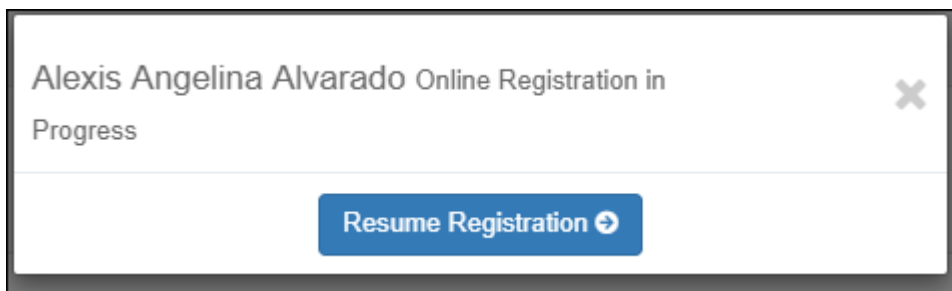 Alexis Angelina Alvarado Online Registration in
Progress
Resume Registration